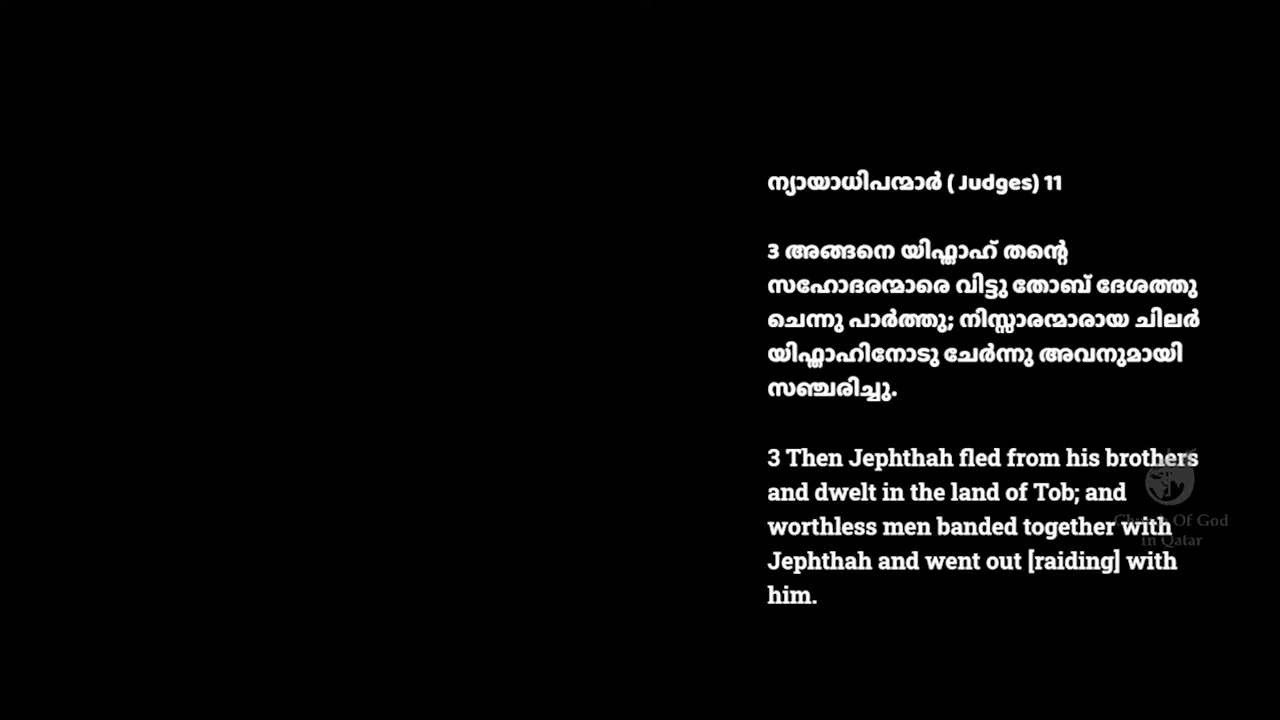 ന്യായാധിപന്മാർ ( Judges) 11
3 അങ്ങനെ യിഫ്താഹ് തന്റെ
സഹോദരന്മാരെ വിട്ടു തോബ് ദേശത്തു
ചെന്നു പാർത്തു; നിസ്സാരന്മാരായ ചിലർ
യിഫ്താഹിനോടു ചേർന്നു അവനുമായി
സഞ്ചരിച്ചു.
3 Then Jephthah fled from his brothers
and dwelt in the land of Tob; and
worthless men banded together with
Jephthah and went out [raiding] with
him.
Church Of God
in Qatar